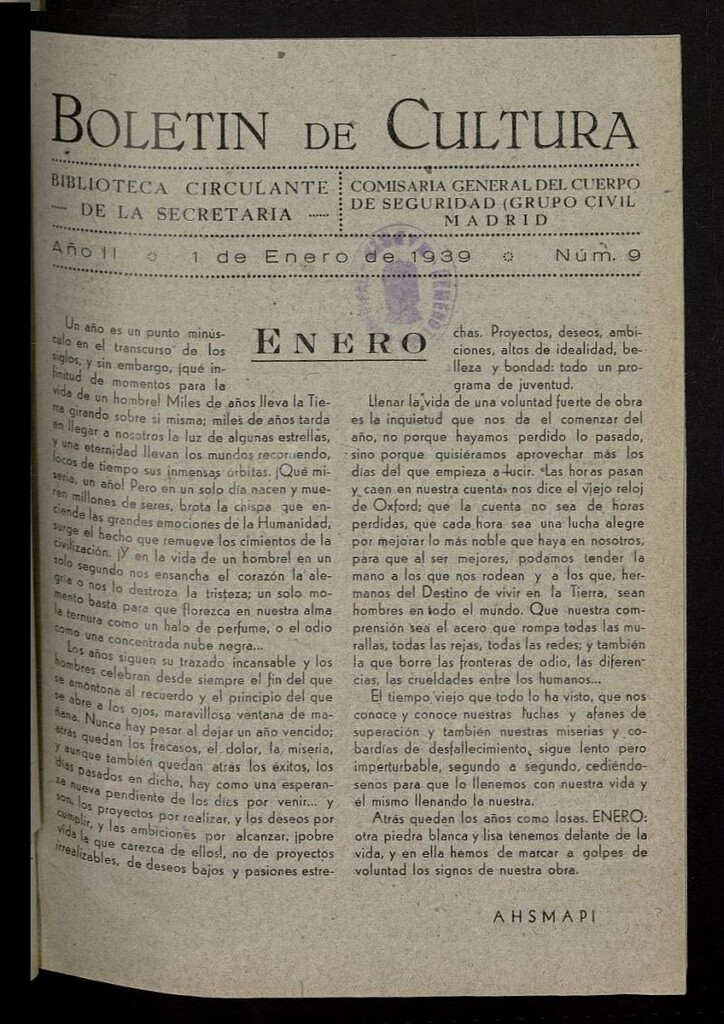 BOLETIN DE CULTURA
BIBLIOTECA CIRCULANTE
DE LA SECRETARIA
COMISARIA GENERAL DEL CUERPO
DE SEGURIDAD (GRUPO CIVIL
MADRID
Año II
1 de Enero de 1939
Núm. 9
ENERO
Un año es un punto minús-
culo en el transcurso de los
siglos, y sin embargo, ¡qué in-
finitud de momentos para la
vida de un hombre! Miles de años lleva la Tie-
rra girando sobre si misma; miles de años tarda
en llegar a nosotros la luz de algunas estrellas,
y una eternidad llevan los mundos recorriendo,
locos de tiempo sus inmensas órbitas. ¡Qué mi-
seria, un año! Pero en un solo día nacen y mue-
ren millones de seres, brota la chispa que en-
ciende las grandes emociones de la Humanidad,
surge el hecho que remueve los cimientos de la
civilización. ¡Y en la vida de un hombre! en un
solo segundo nos ensancha el corazón la ale-
gría o nos lo destroza la tristeza; un solo mo-
mento basta para que florezca en nuestra alma
la ternura como un halo de perfume, o el odio
como una concentrada nube negra...
Los años siguen su trazado incansable y los
hombres celebran desde siempre el fin del que
se amontona al recuerdo y el principio del que
se abre a los ojos, maravillosa ventana de ma-
ñana. Nunca hay pesar al dejar un año vencido;
atrás quedan los fracasos, el dolor, la miseria,
y aunque también quedan atrás los éxitos, los
días pasados en dicha, hay como una esperan-
za nueva pendiente de los días por venir... y
son, los proyectos por realizar, y los deseos por
cumplir, y las ambiciones por alcanzar, ¡pobre
vida la que carezca de ellos!, no de proyectos
irrealizables, de deseos bajos y pasiones estre-
chas. Proyectos, deseos, ambi-
ciones, altos de idealidad, be-
lleza y bondad: todo un pro-
grama de juventud.
Llenar la vida de una voluntad fuerte de obra
es la inquietud que nos da el comenzar del
año, no porque hayamos perdido lo pasado,
sino porque quisiéramos aprovechar más los
días del que empieza a lucir. «Las horas pasan
y caen en nuestra cuenta» nos dice el viejo reloj
de Oxford; que la cuenta no sea de horas
perdidas, que cada hora sea una lucha alegre
por mejorar lo más noble que haya en nosotros,
para que al ser mejores, podamos tender la
mano a los que nos rodean y a los que, her-
manos del Destino de vivir en la Tierra, sean
hombres en todo el mundo. Que nuestra com-
prensión sea el acero que rompa todas las mu-
rallas, todas las rejas, todas las redes; y también
la que borre las fronteras de odio, las diferen-
cias, las crueldades entre los humanos...
El tiempo viejo que todo lo ha visto, que nos
conoce y conoce nuestras luchas y afanes de
superación y también nuestras miserias y co-
bardías de desfallecimiento, sigue lento pero
imperturbable, segundo a segundo, cediéndo-
senos para que lo llenemos con nuestra vida y
él mismo llenando la nuestra.
Atrás quedan los años como losas. ENERO:
otra piedra blanca y lisa tenemos delante de la
vida, y en ella hemos de marcar a golpes de
voluntad los signos de nuestra obra.
AHSMAPI